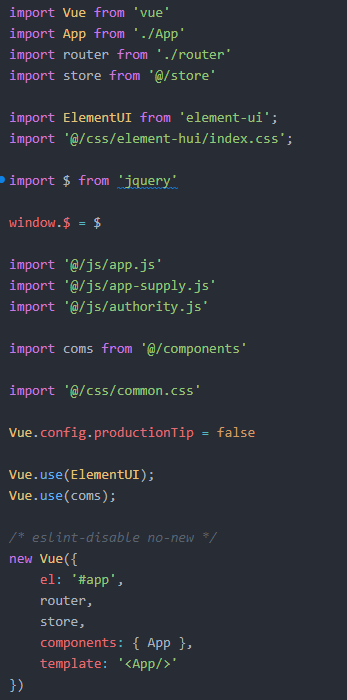 import Vue from 'vue'
import App from './App'
import router from './router'
import store from '@/store'
import ElementUI from 'element-ui';
import '@/css/element-hui/index.css';
import $ from 'jquery'
window.$ = $
import '@/js/app.js'
import '@/js/app-supply.js'
import '@/js/authority.js'
import coms from '@/components'
import '@/css/common.css'
Vue.config.productionTip = false
Vue.use(ElementUI);
Vue.use(coms);
/* eslint-disable no-new */
new Vue({
    el: '#app',
    router,
    store,
    components: { App },
    template: '<App/>'
})